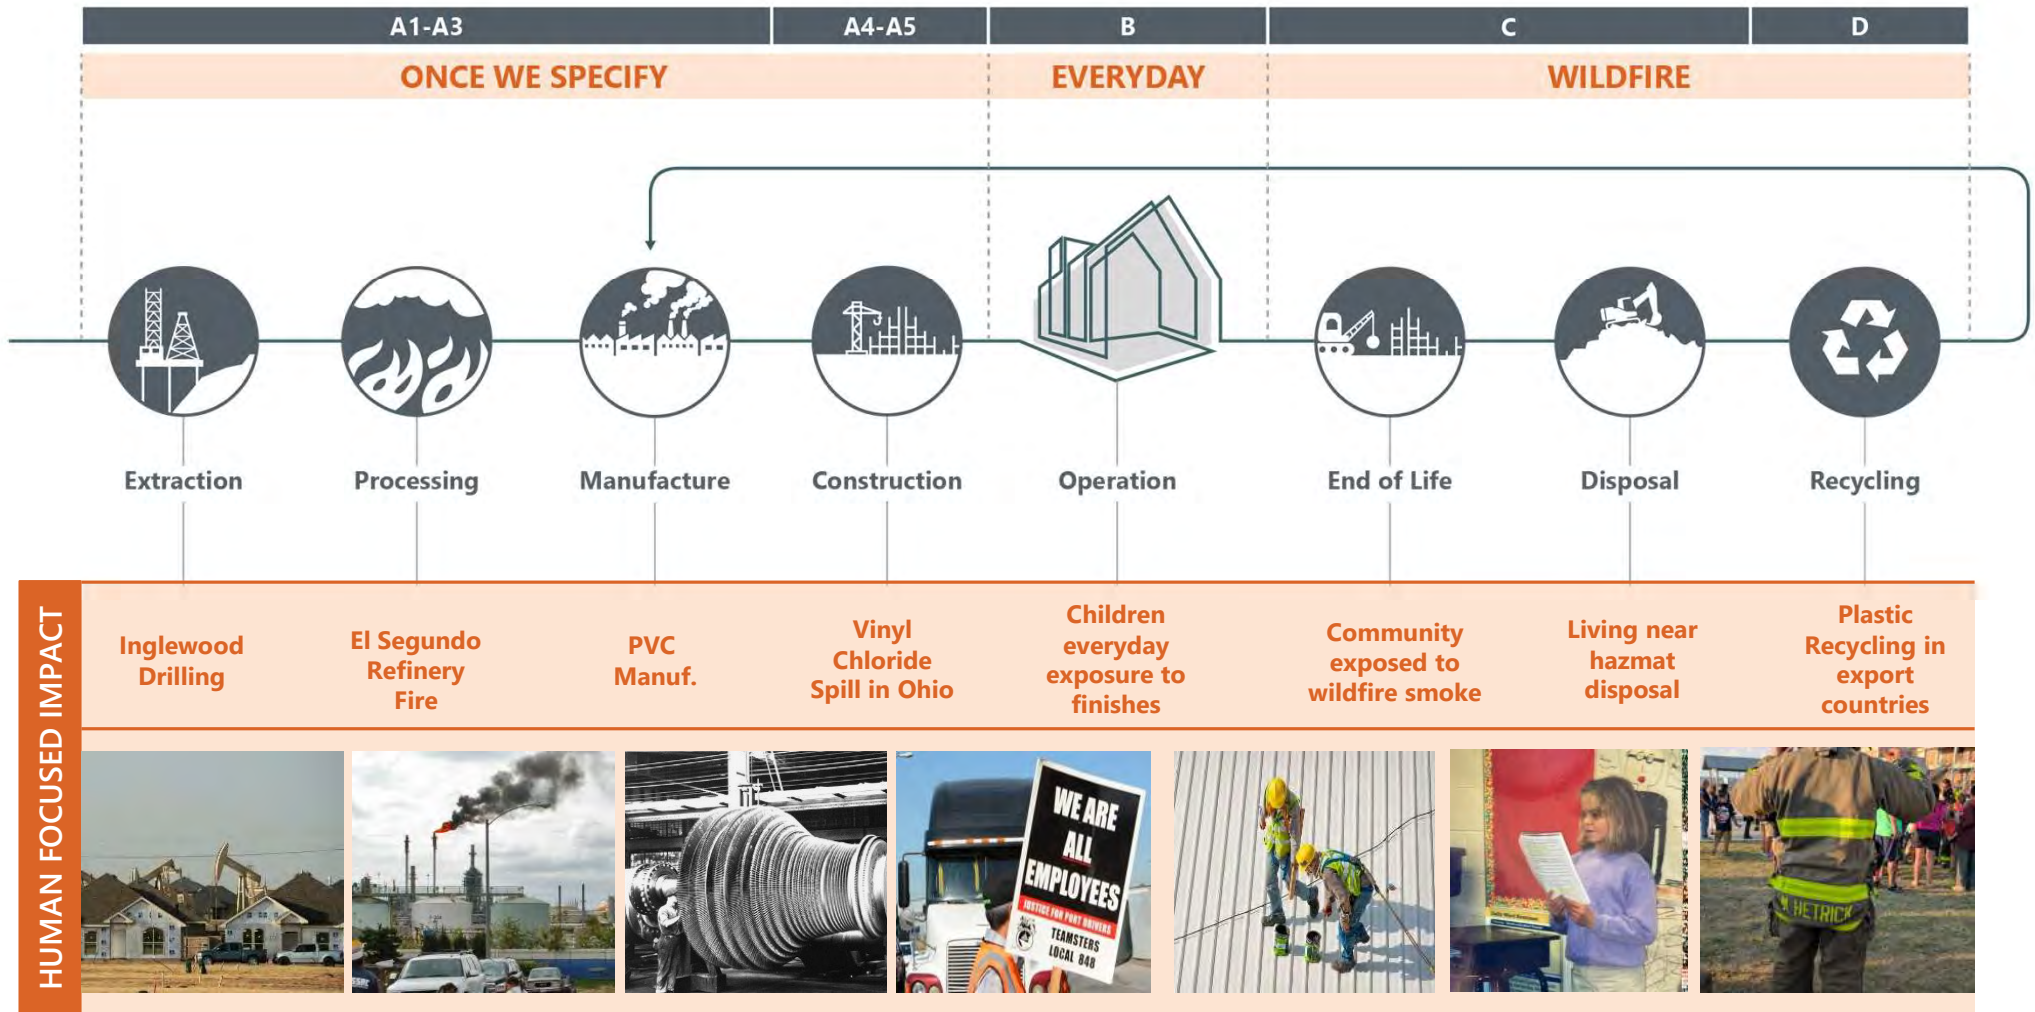 A1-A3
A4-A5
B
C
D
ONCE WE SPECIFY
EVERYDAY
WILDFIRE
Extraction
Processing
Manufacture
Construction
Operation
End of Life
Disposal
Recycling
HUMAN FOCUSED IMPACT
Inglewood
Drilling
El Segundo
Refinery
Fire
PVC
Manuf.
Vinyl
Chloride
Spill in Ohio
Children
everyday
exposure to
finishes
Community
exposed to
wildfire smoke
Living near
hazmat
disposal
Plastic
Recycling in
export
countries
WE ARE
ALL
EMPLOYEES
JUSTICE FOR PORT DRIVERS
TEAMSTERS
LOCAL 848
HETRICK